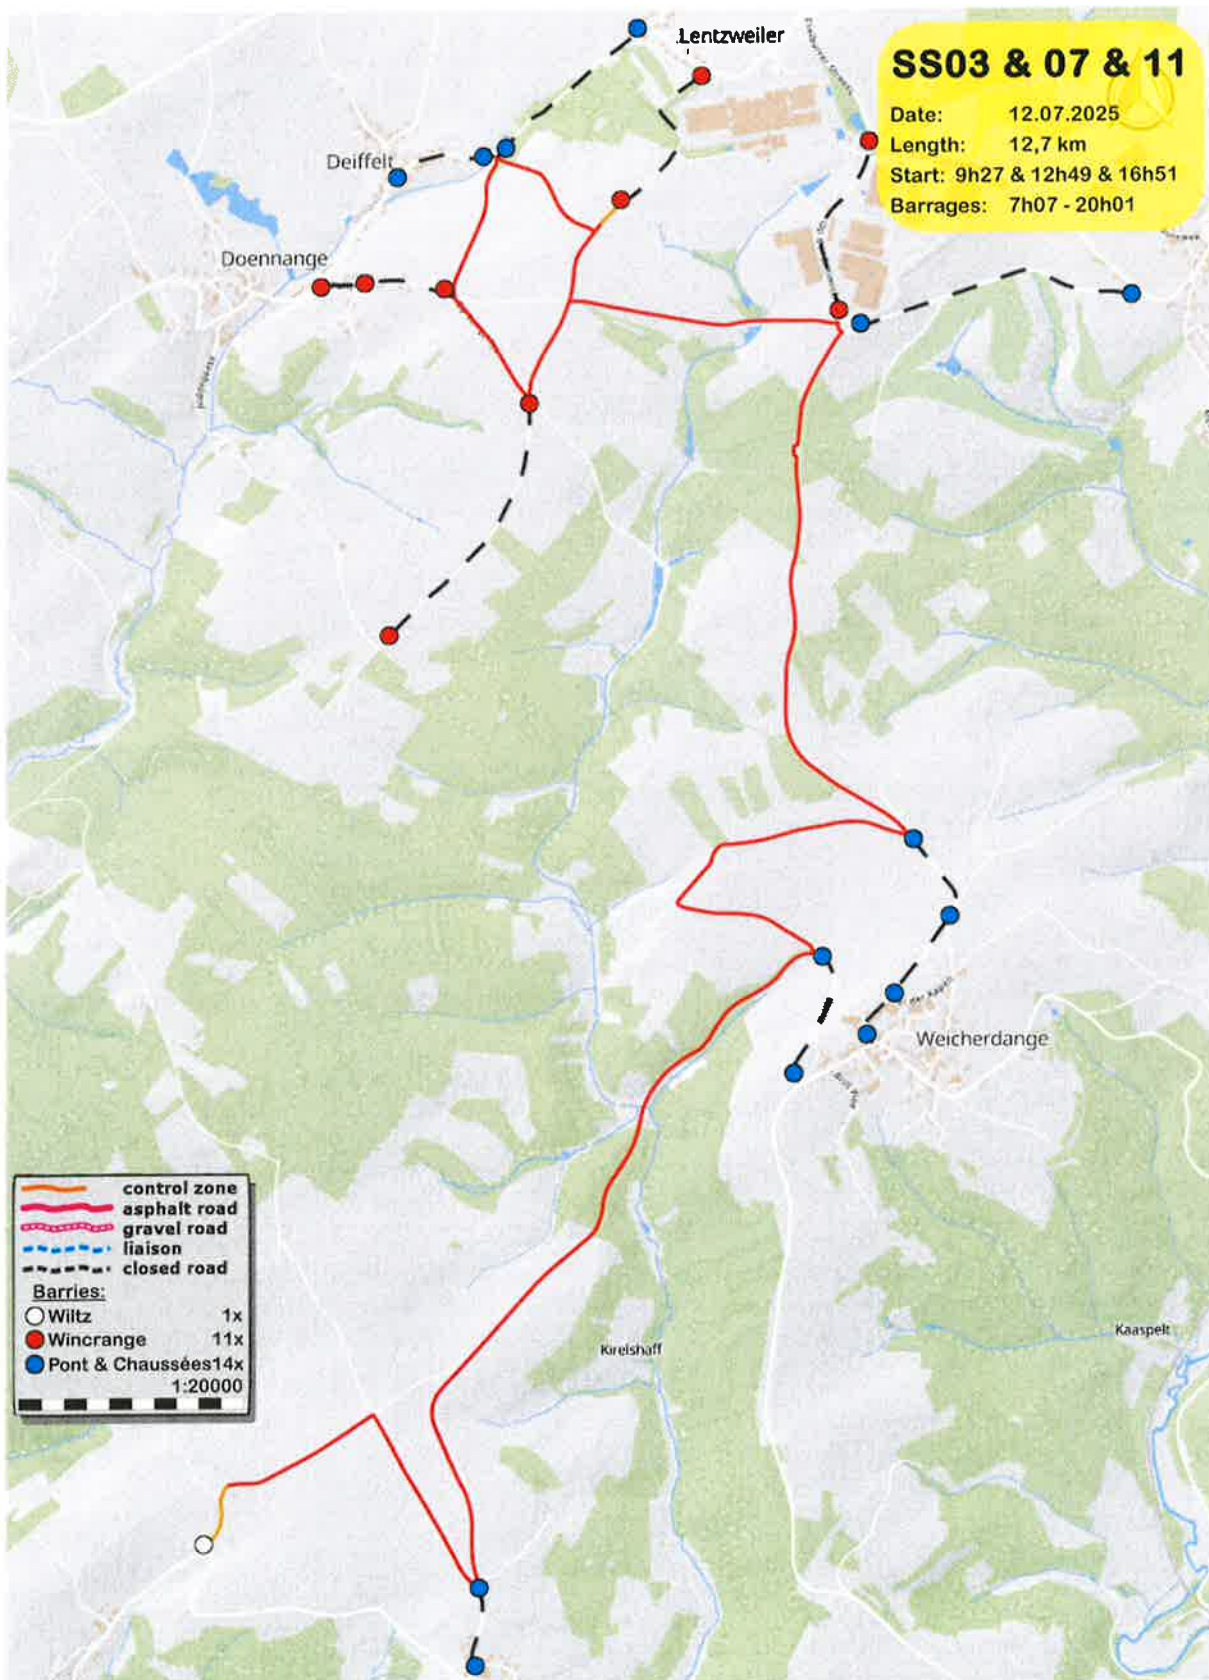 Lentzweiler
SS03 & 07 & 11
Date: 12.07.2025
Length: 12,7 km
Start: 9h27 & 12h49 & 16h51
Barrages: 7h07 - 20h01
Deiffelt
Doennange
Weicherdange
control zone
asphalt road
gravel road
liaison
closed road
Barries:
Wiltz 1x
Wincrange 11x
Pont & Chaussées14x
1:20000
Kirelshaff
Kaaspelt